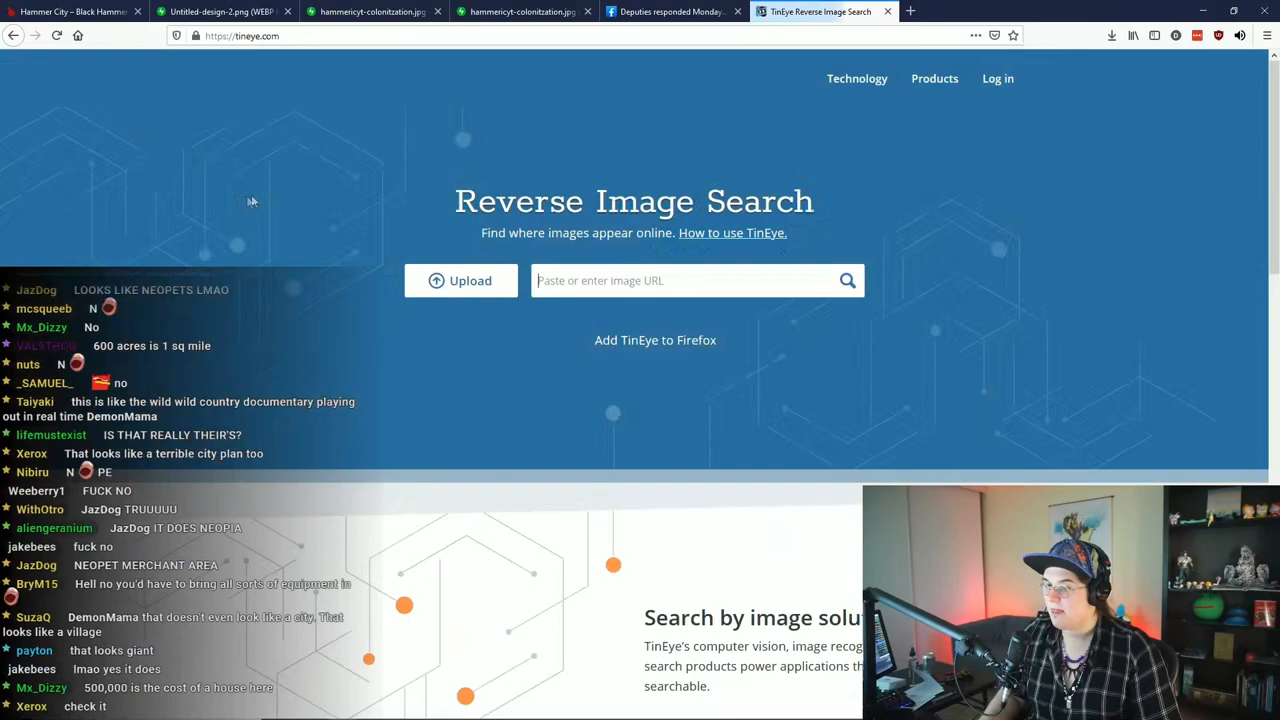 Hammer City – Black Hammer
Untitled-design-2.png (WEBP I
hammericyt-colonitzation.jpg
hammericyt-colonitzation.jpg
Deputies responded Monday...
TinEye Reverse Image Search
https://tineye.com
Technology Products Log in
Reverse Image Search
Find where images appear online. How to use TinEye.
Upload
Paste or enter image URL
Add TinEye to Firefox
JazDog LOOKS LIKE NEOPETS LMAO
mcsqueeb N
Mx_Dizzy No
600 acres is 1 sq mile
nuts N
_SAMUEL_ no
Taiyaki this is like the wild wild country documentary playing
out in real time DemonMama
lifemustexist IS THAT REALLY THEIR'S?
Xerox That looks like a terrible city plan too
Nibiru N PE
Weeberry1 FUCK NO
WithOtro JazDog TRUUUUU
aliengeranium JazDog IT DOES NEOPIA
jakebees fuck no
JazDog NEOPET MERCHANT AREA
BryM15 Hell no you'd have to bring all sorts of equipment in
SuzaQ DemonMama that doesn't even look like a city. That
looks like a village
payton that looks giant
jakebees lmao yes it does
Mx_Dizzy 500,000 is the cost of a house here
Xerox check it
Search by image solu
TinEye's computer vision, image recog
search products power applications th
searchable.